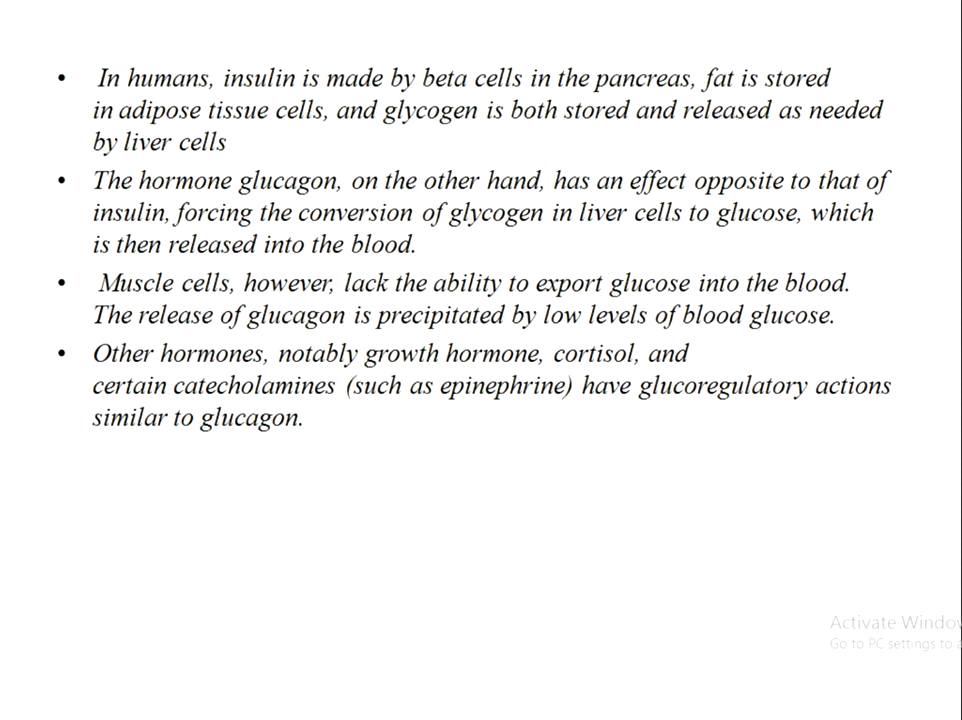 • In humans, insulin is made by beta cells in the pancreas, fat is stored
in adipose tissue cells, and glycogen is both stored and released as needed
by liver cells
• The hormone glucagon, on the other hand, has an effect opposite to that of
insulin, forcing the conversion of glycogen in liver cells to glucose, which
is then released into the blood.
• Muscle cells, however, lack the ability to export glucose into the blood.
The release of glucagon is precipitated by low levels of blood glucose.
• Other hormones, notably growth hormone, cortisol, and
certain catecholamines (such as epinephrine) have glucoregulatory actions
similar to glucagon.
Activate Window
Go to PC settings to a